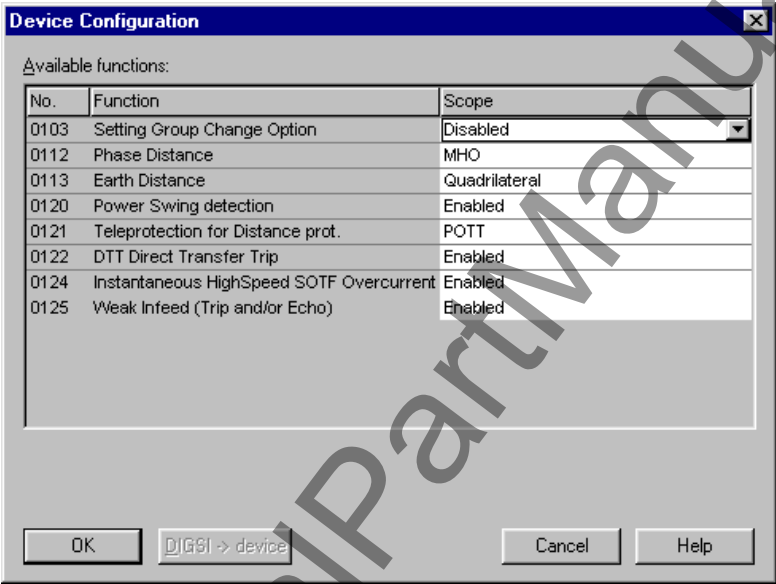 Device Configuration
Available functions:
No. Function Scope
0103 Setting Group Change Option Disabled
0112 Phase Distance MHO
0113 Earth Distance Quadrilateral
0120 Power Swing detection Enabled
0121 Teleprotection for Distance prot. POTT
0122 DTT Direct Transfer Trip Enabled
0124 Instantaneous HighSpeed SOTF Overcurrent Enabled
0125 Weak Infeed (Trip and/or Echo) Enabled
OK DIGSI -> device Cancel Help